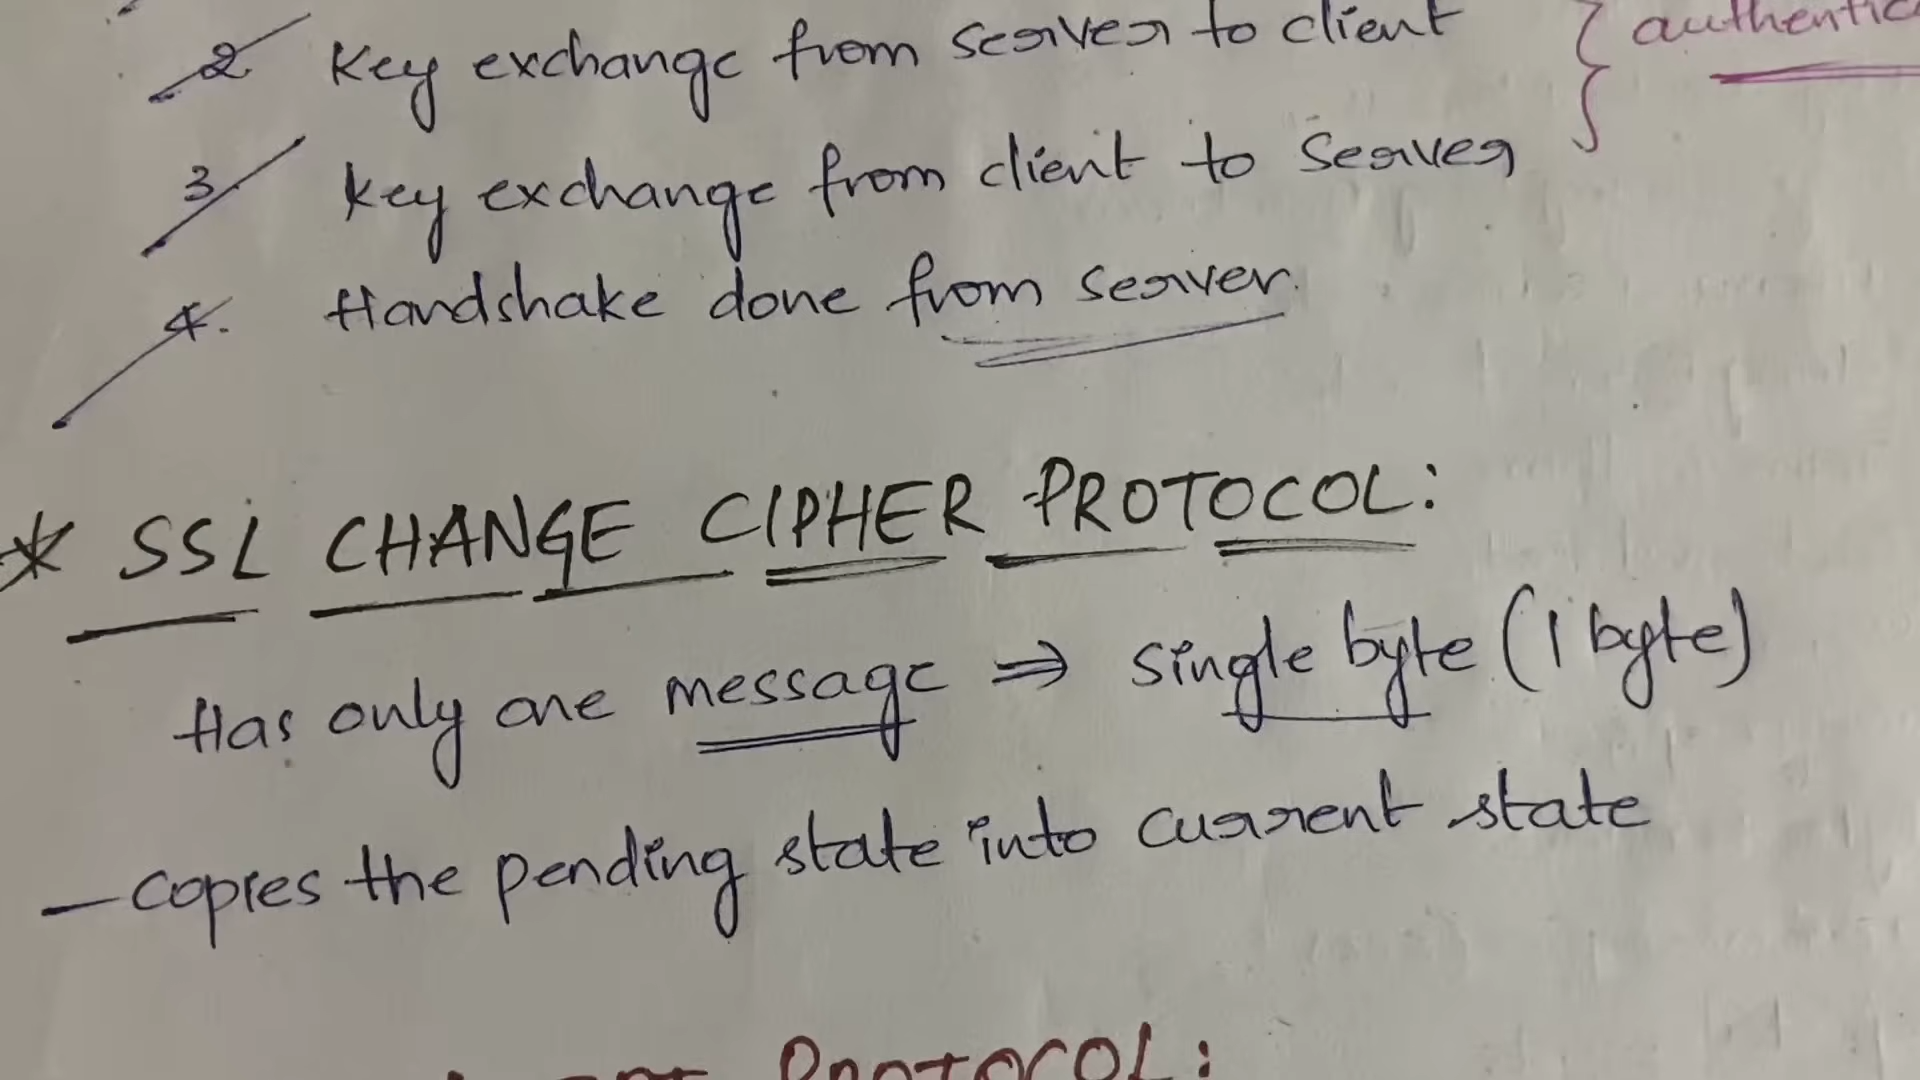 2 Key exchange from server to client }
3 Key exchange from client to Server
4. Handshake done from server.
* SSL CHANGE CIPHER PROTOCOL:
Has only one message ⇒ single byte (1 byte)
— Copies the pending state into current state
PROTOCOL: